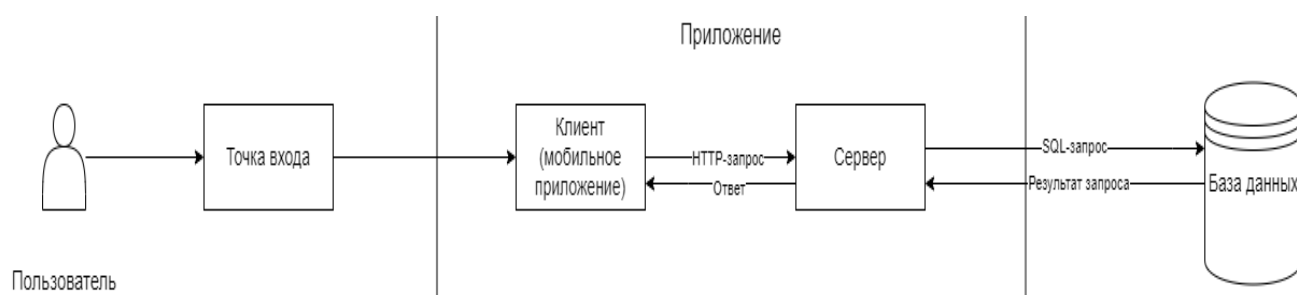 Приложение
Точка входа
Клиент
(мобильное
приложение)
HTTP-запрос
Ответ
Сервер
SQL-запрос
Результат запроса
База данных
Пользователь